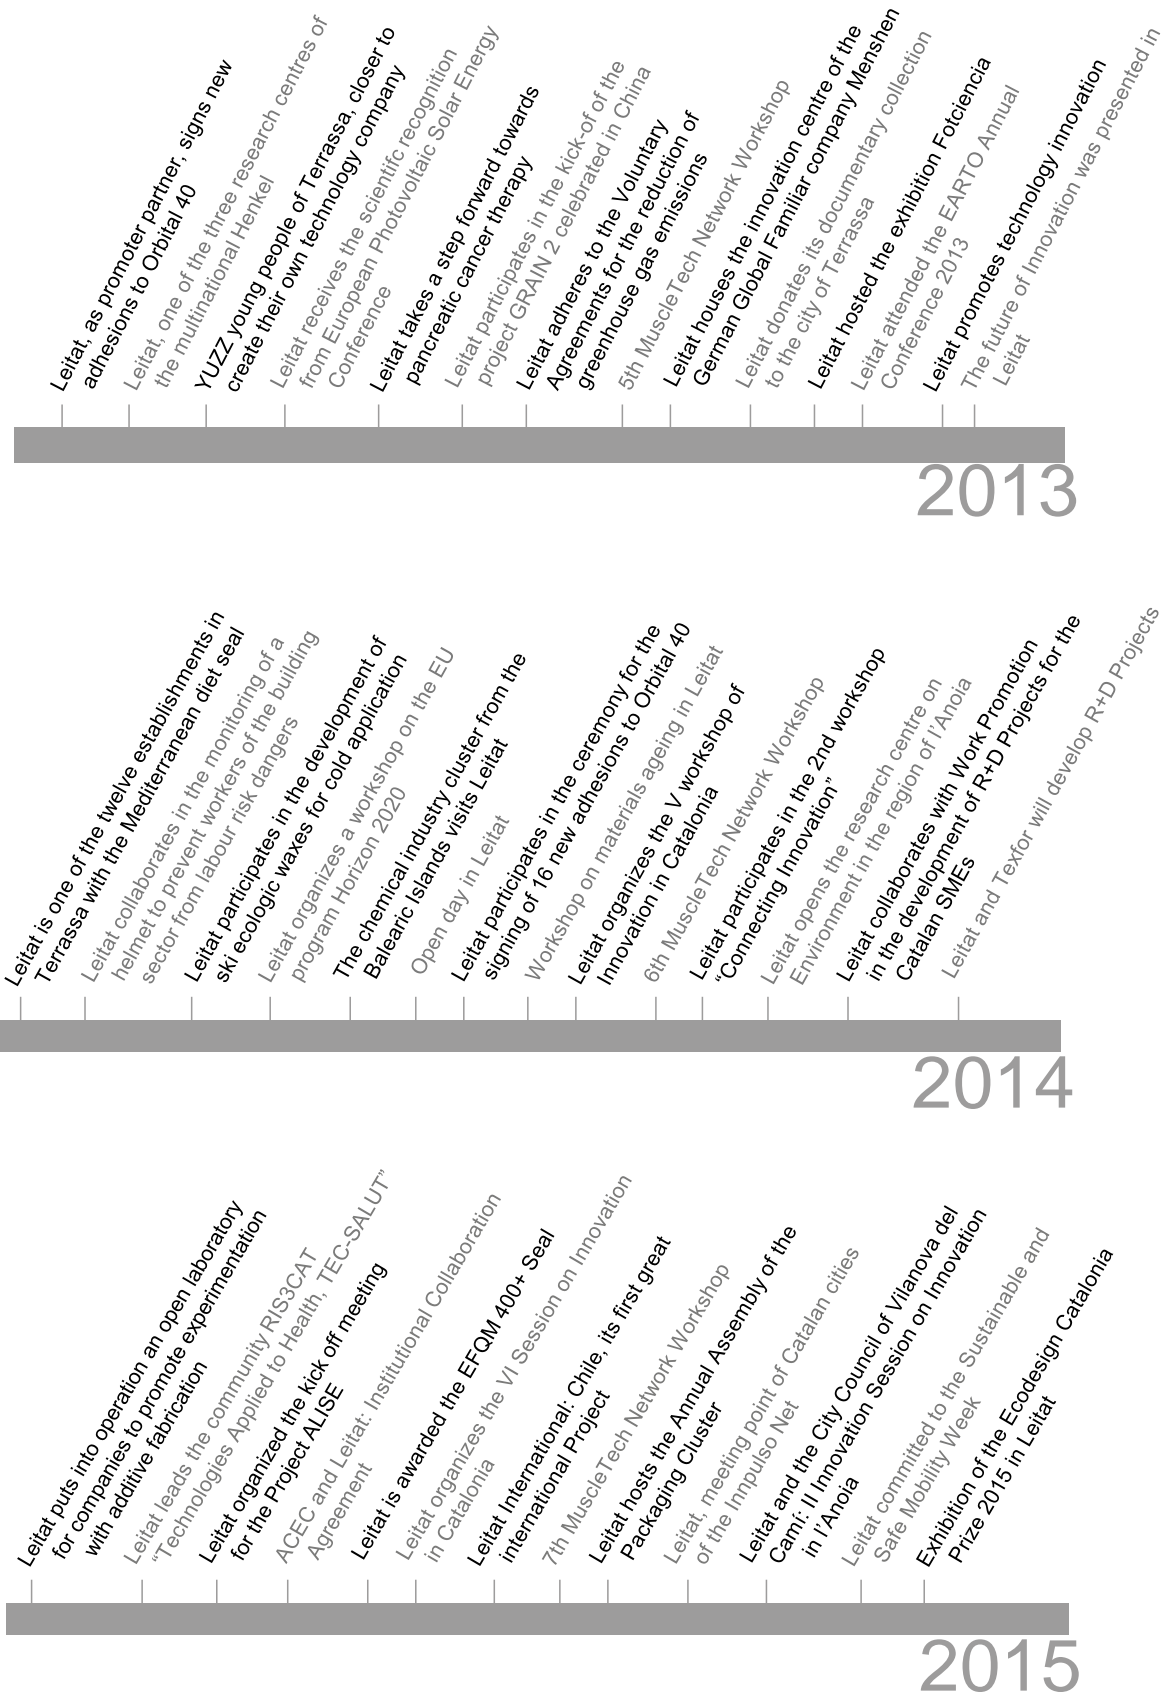 Leitat, as promoter partner, signs new
adhesions to Orbital 40
Leitat, one of the three research centres of
the multinational Henkel
YUZZ young people of Terrassa, closer to
create their own technology company
Leitat receives the scientifc recognition
from European Photovoltaic Solar Energy
Conference
Leitat takes a step forward towards
pancreatic cancer therapy
Leitat participates in the kick-of of the
project GRAIN 2 celebrated in China
Leitat adheres to the Voluntary
Agreements for the reduction of
greenhouse gas emissions
5th MuscleTech Network Workshop
Leitat houses the innovation centre of the
German Global Familiar company Menshen
Leitat donates its documentary collection
to the city of Terrassa
Leitat hosted the exhibition Fotciencia
Leitat attended the EARTO Annual
Conference 2013
Leitat promotes technology innovation
The future of Innovation was presented in
Leitat
2013
Leitat is one of the twelve establishments in
Terrassa with the Mediterranean diet seal
Leitat collaborates in the monitoring of a
helmet to prevent workers of the building
sector from labour risk dangers
Leitat participates in the development of
ski ecologic waxes for cold application
Leitat organizes a workshop on the EU
program Horizon 2020
The chemical industry cluster from the
Balearic Islands visits Leitat
Open day in Leitat
Leitat participates in the ceremony for the
signing of 16 new adhesions to Orbital 40
Workshop on materials ageing in Leitat
Leitat organizes the V workshop of
Innovation in Catalonia
6th MuscleTech Network Workshop
Leitat participates in the 2nd workshop
“Connecting Innovation”
Leitat opens the research centre on
Environment in the region of l’Anoia
Leitat collaborates with Work Promotion
in the development of R+D Projects for the
Catalan SMEs
Leitat and Texfor will develop R+D Projects
2014
Leitat puts into operation an open laboratory
for companies to promote experimentation
with additive fabrication
Leitat leads the community RIS3CAT
“Technologies Applied to Health, TEC-SALUT”
Leitat organized the kick off meeting
for the Project ALISE
ACEC and Leitat: Institutional Collaboration
Agreement
Leitat is awarded the EFQM 400+ Seal
Leitat organizes the VI Session on Innovation
in Catalonia
Leitat International: Chile, its first great
international Project
7th MuscleTech Network Workshop
Leitat hosts the Annual Assembly of the
Packaging Cluster
Leitat, meeting point of Catalan cities
of the Innpulso Net
Leitat and the City Council of Vilanova del
Camí: II Innovation Session on Innovation
in l’Anoia
Leitat committed to the Sustainable and
Safe Mobility Week
Exhibition of the Ecodesign Catalonia
Prize 2015 in Leitat
2015